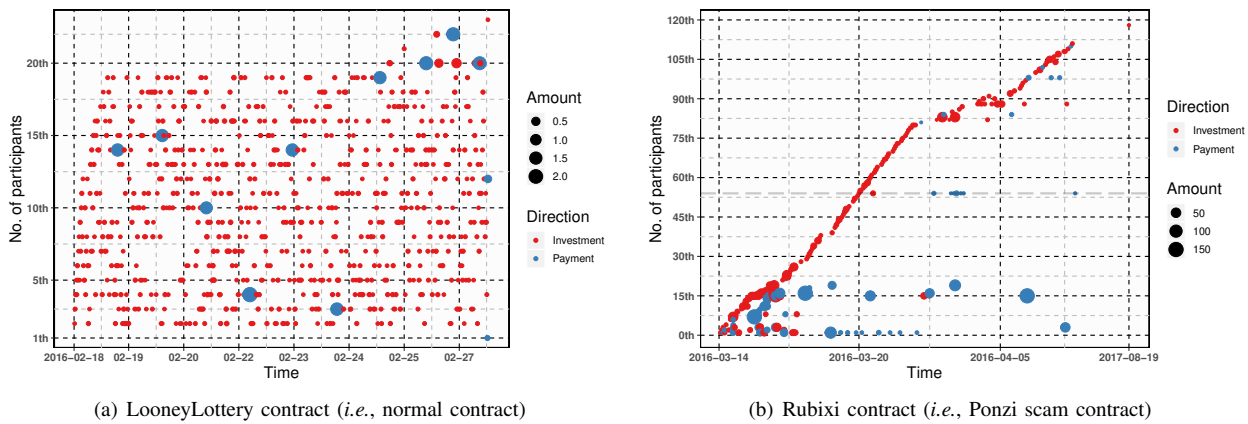 No. of participants
20th
15th
10th
5th
1th
2016−02−18 02−19 02−20 02−22 02−23 02−24 02−25 02−27
Time
Amount
0.5
1.0
1.5
2.0
Direction
Investment
Payment
(a) LooneyLottery contract (i.e., normal contract)
No. of participants
120th
105th
90th
75th
60th
45th
30th
15th
0th
2016−03−14 2016−03−20 2016−04−05 2017−08−19
Time
Direction
Investment
Payment
Amount
50
100
150
(b) Rubixi contract (i.e., Ponzi scam contract)